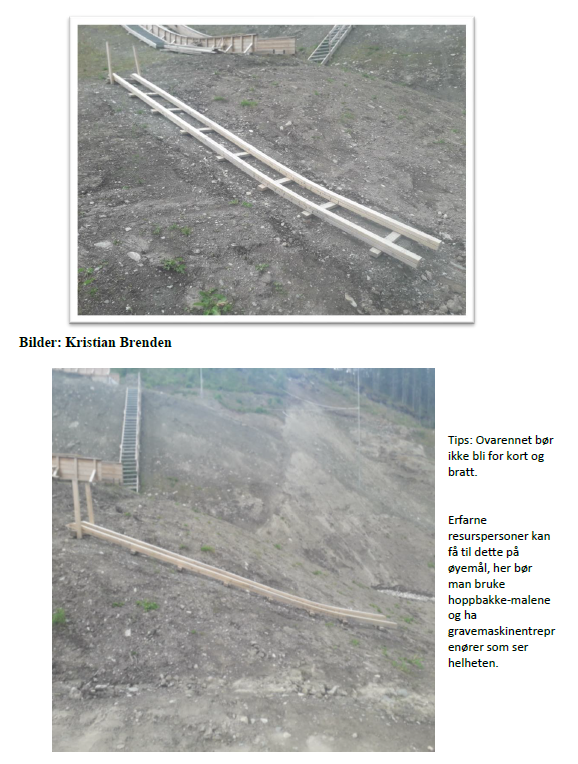 Bilder: Kristian Brenden
Tips: Ovarennet bør
ikke bli for kort og
bratt.
Erfarne
resurspersoner kan
få til dette på
øyemål, her bør
man bruke
hoppbakke-malene
og ha
gravemaskinentrepr
enører som ser
helheten.